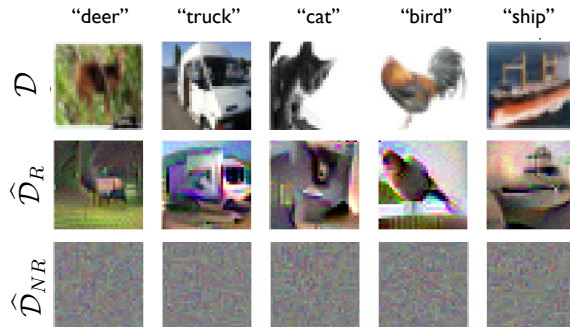 “deer” “truck” “cat” “bird” “ship”
𝒟
𝒟̂_R
𝒟̂_NR